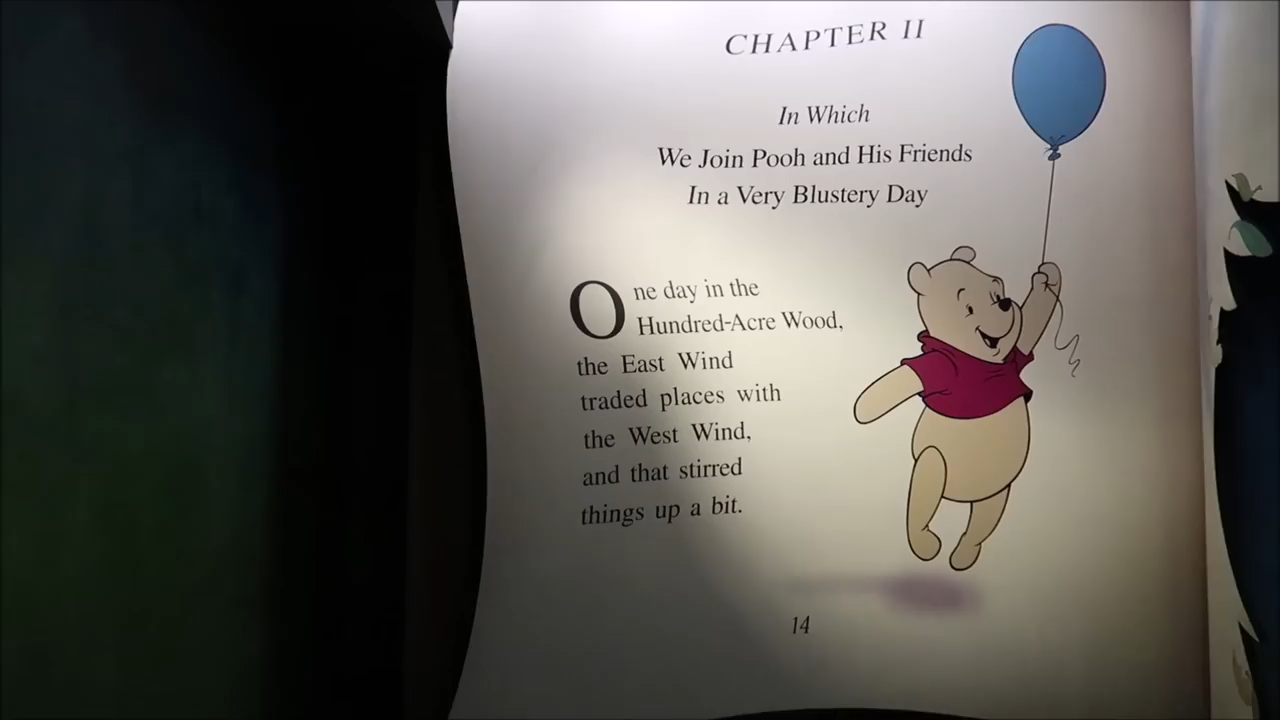 CHAPTER II
In Which
We Join Pooh and His Friends
In a Very Blustery Day
One day in the
Hundred-Acre Wood,
the East Wind
traded places with
the West Wind,
and that stirred
things up a bit.
14